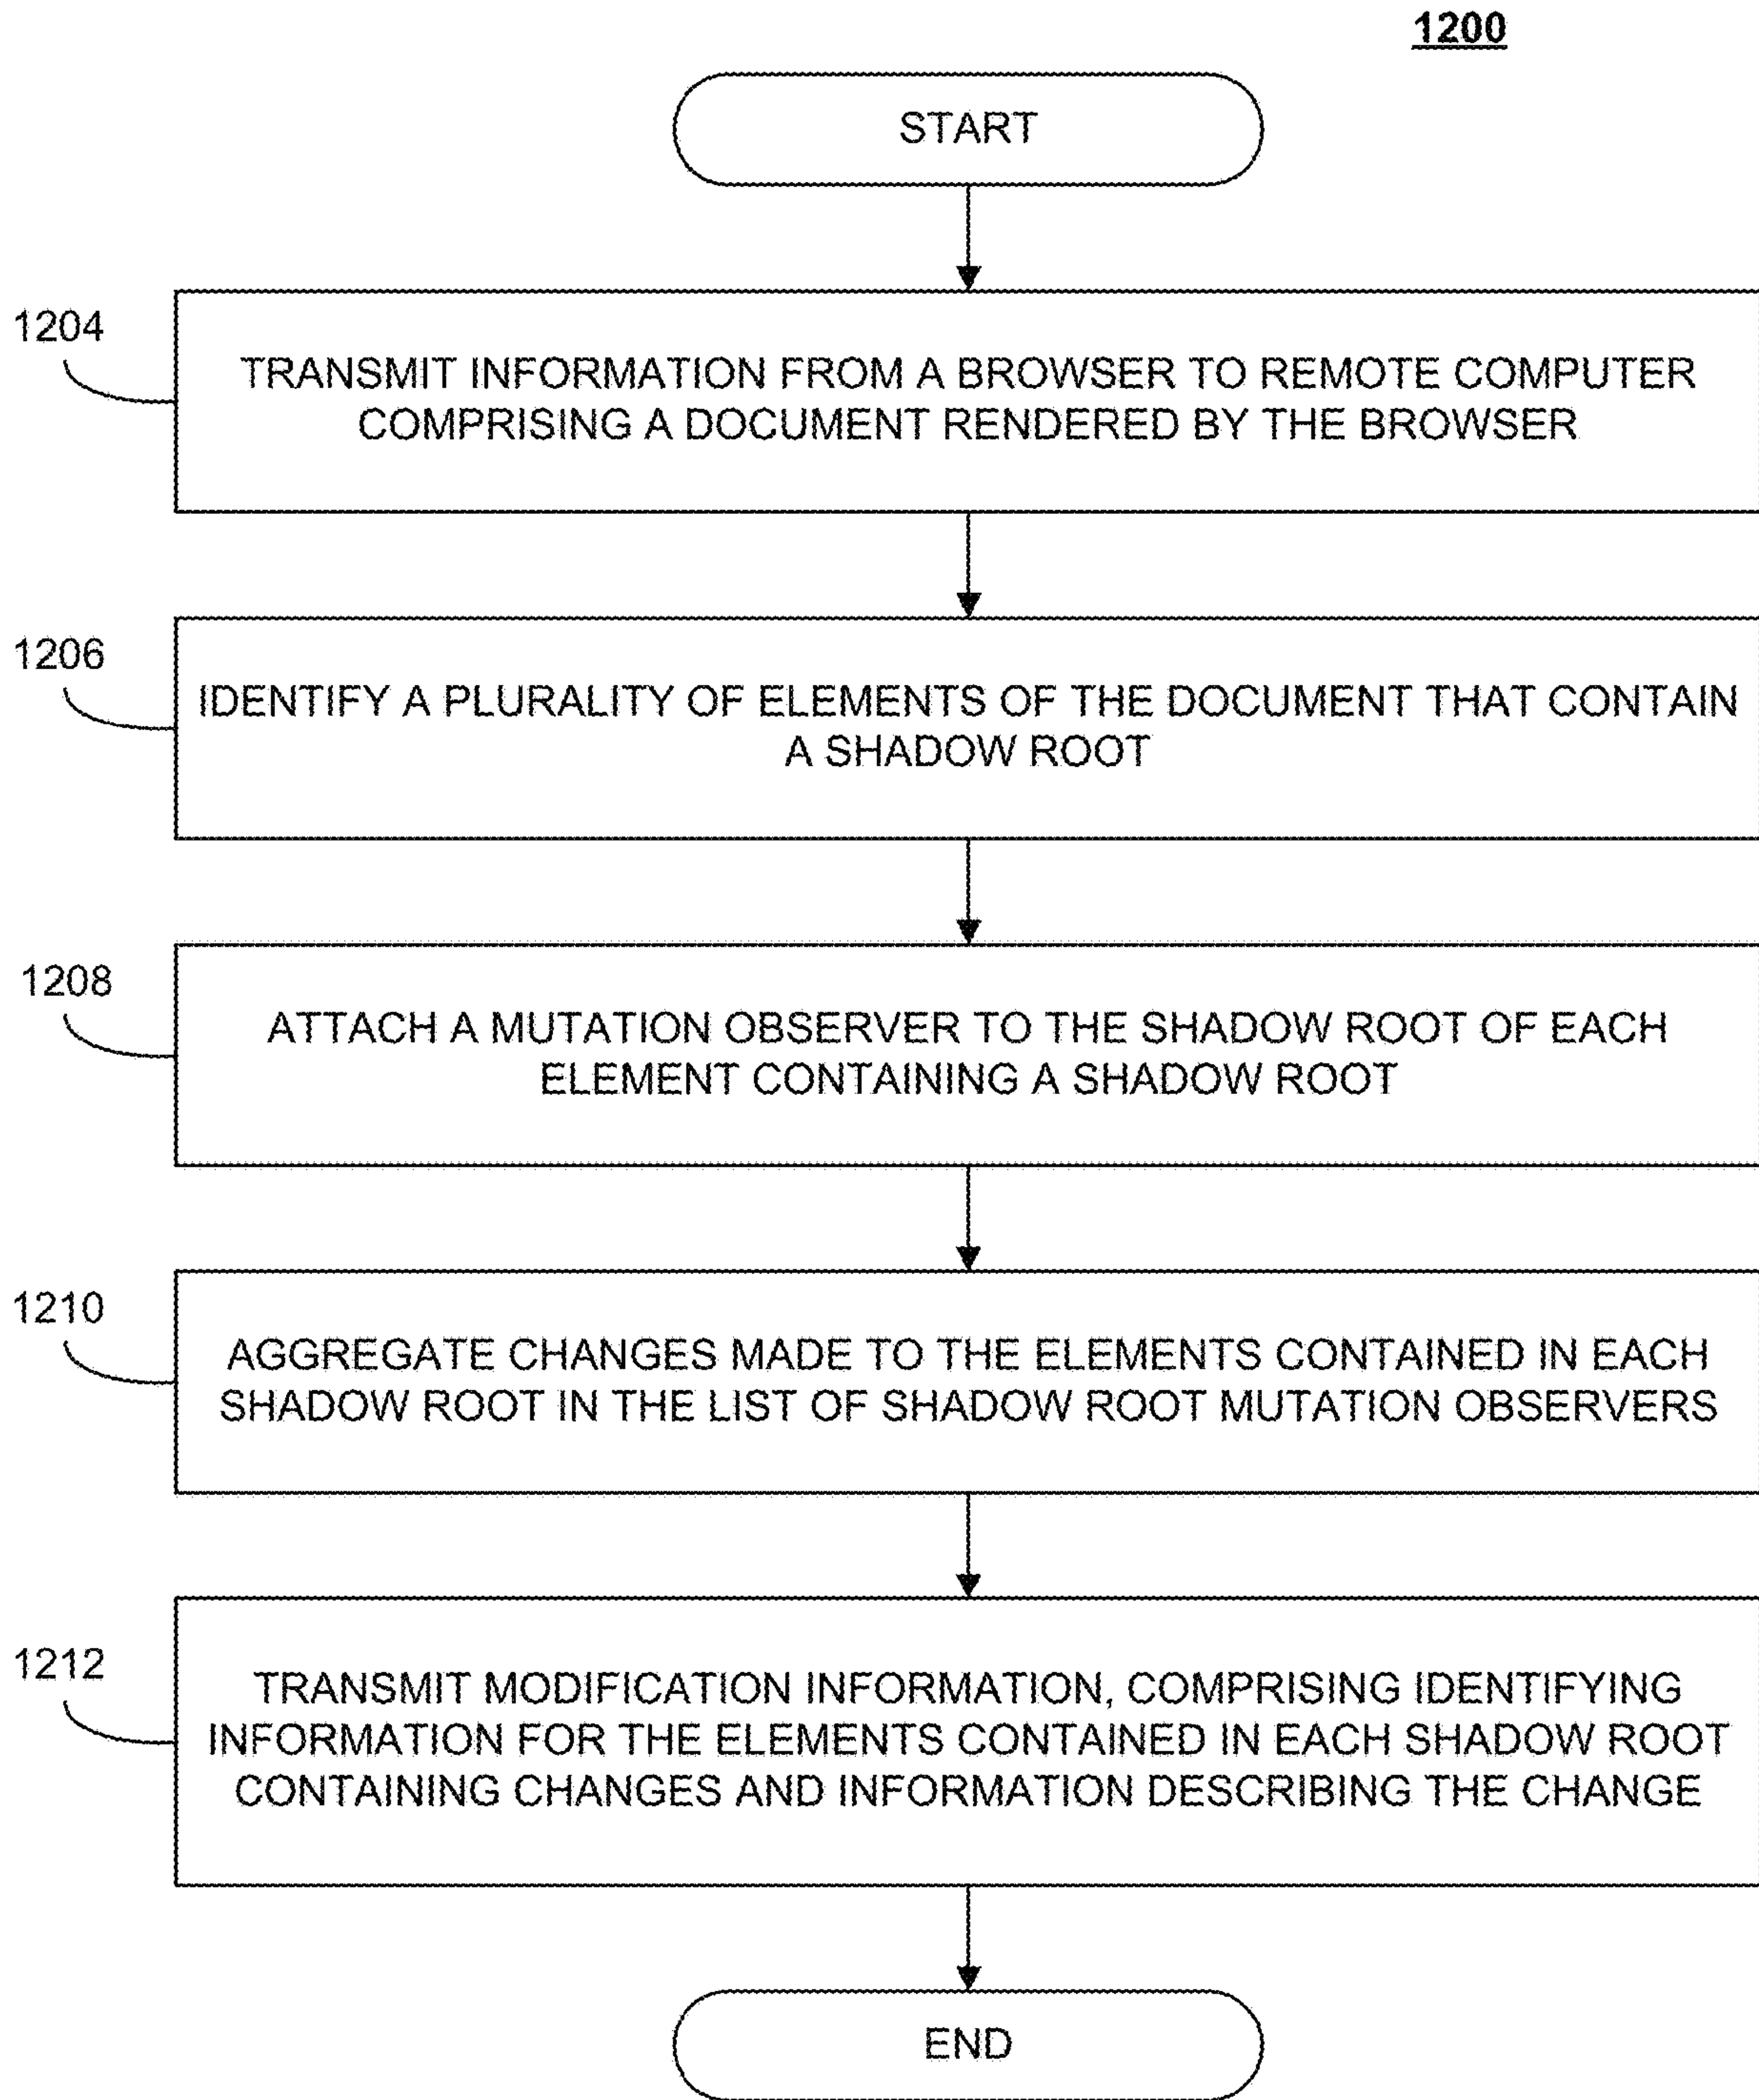 1200
START
1204
TRANSMIT INFORMATION FROM A BROWSER TO REMOTE COMPUTER
COMPRISING A DOCUMENT RENDERED BY THE BROWSER
1206
IDENTIFY A PLURALITY OF ELEMENTS OF THE DOCUMENT THAT CONTAIN
A SHADOW ROOT
1208
ATTACH A MUTATION OBSERVER TO THE SHADOW ROOT OF EACH
ELEMENT CONTAINING A SHADOW ROOT
1210
AGGREGATE CHANGES MADE TO THE ELEMENTS CONTAINED IN EACH
SHADOW ROOT IN THE LIST OF SHADOW ROOT MUTATION OBSERVERS
1212
TRANSMIT MODIFICATION INFORMATION, COMPRISING IDENTIFYING
INFORMATION FOR THE ELEMENTS CONTAINED IN EACH SHADOW ROOT
CONTAINING CHANGES AND INFORMATION DESCRIBING THE CHANGE
END